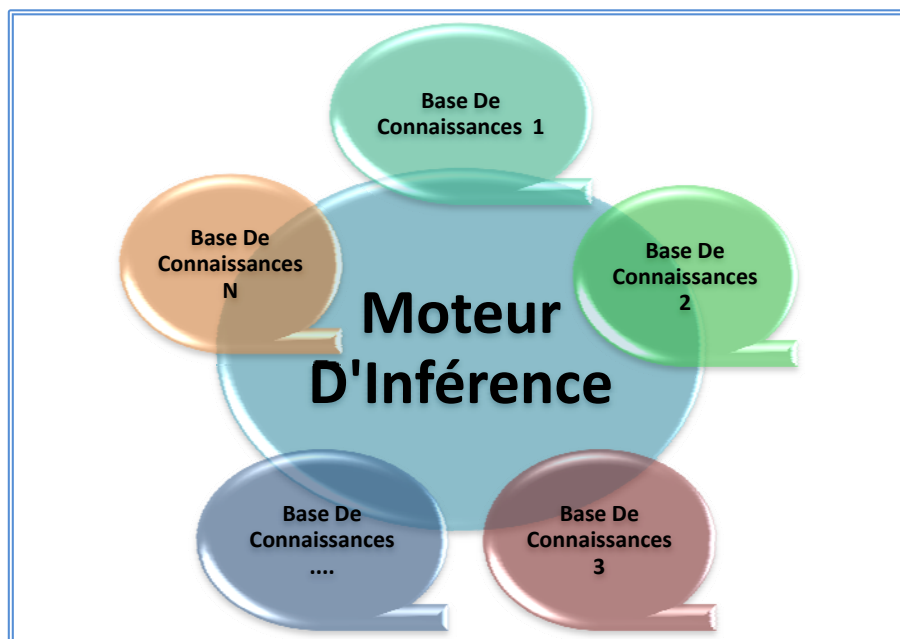 Base De
Connaissances 1
Base De
Connaissances
N
Base De
Connaissances
2
Moteur
D'Inférence
Base De
Connaissances
....
Base De
Connaissances
3